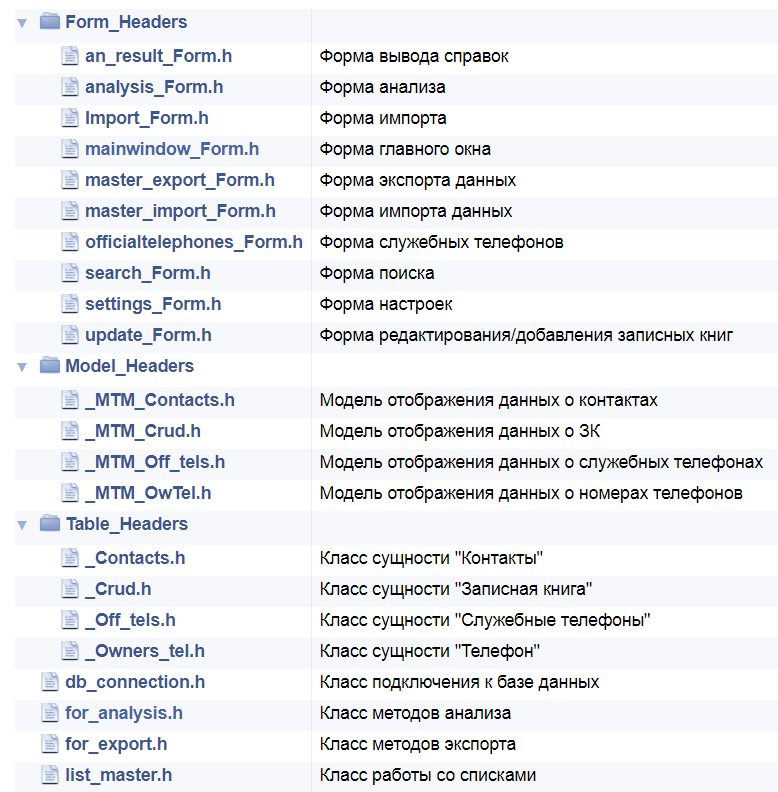 Form_Headers
an_result_Form.h Форма вывода справок
analysis_Form.h Форма анализа
Import_Form.h Форма импорта
mainwindow_Form.h Форма главного окна
master_export_Form.h Форма экспорта данных
master_import_Form.h Форма импорта данных
officialtelephones_Form.h Форма служебных телефонов
search_Form.h Форма поиска
settings_Form.h Форма настроек
update_Form.h Форма редактирования/добавления записных книг
Model_Headers
_MTM_Contacts.h Модель отображения данных о контактах
_MTM_Crud.h Модель отображения данных о ЗК
_MTM_Off_tels.h Модель отображения данных о служебных телефонах
_MTM_OwTel.h Модель отображения данных о номерах телефонов
Table_Headers
_Contacts.h Класс сущности "Контакты"
_Crud.h Класс сущности "Записная книга"
_Off_tels.h Класс сущности "Служебные телефоны"
_Owners_tel.h Класс сущности "Телефон"
db_connection.h Класс подключения к базе данных
for_analysis.h Класс методов анализа
for_export.h Класс методов экспорта
list_master.h Класс работы со списками